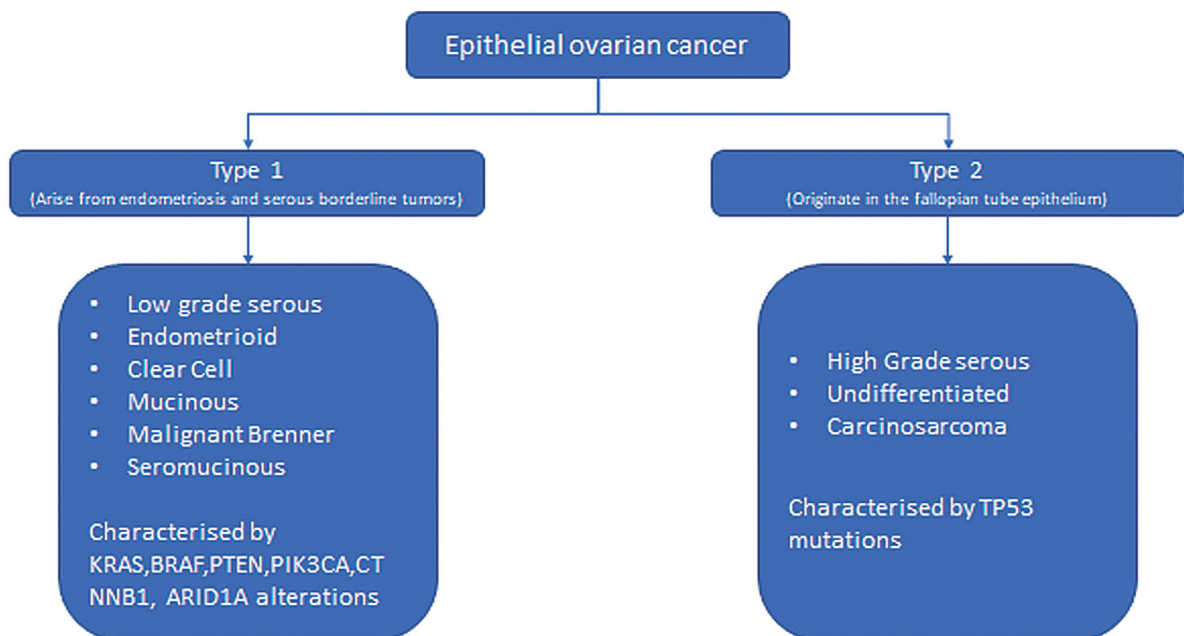 Epithelial ovarian cancer
Type 1
(Arise from endometriosis and serous borderline tumors)
Type 2
(Originate in the fallopian tube epithelium)
• Low grade serous
• Endometrioid
• Clear Cell
• Mucinous
• Malignant Brenner
• Seromucinous
Characterised by
KRAS,BRAF,PTEN,PIK3CA,CT
NNB1, ARID1A alterations
• High Grade serous
• Undifferentiated
• Carcinosarcoma
Characterised by TP53
mutations